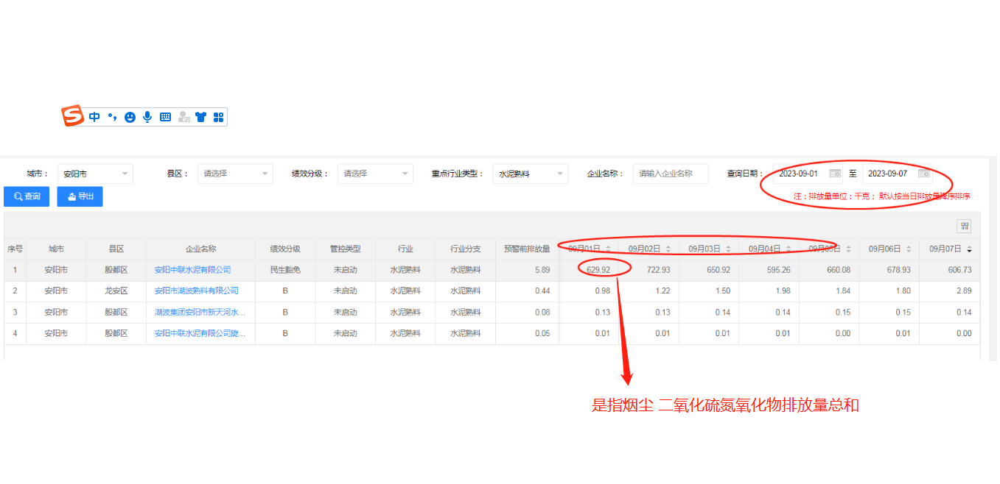 中
城市： 安阳市 县区： 请选择 绩效分级： 请选择 重点行业类型： 水泥熟料 企业名称： 请输入企业名称 查询日期： 2023-09-01 至 2023-09-07
查询 导出 注：排放量单位：千克； 默认按当日排放量降序排序
序号 城市 县区 企业名称 绩效分级 管控类型 行业 行业分支 预警前排放量 09月01日 09月02日 09月03日 09月04日 09月05日 09月06日 09月07日
1 安阳市 殷都区 安阳中联水泥有限公司 民生豁免 未启动 水泥熟料 水泥熟料 5.89 629.92 722.93 650.92 595.26 660.08 678.93 606.73
2 安阳市 龙安区 安阳市湖波熟料有限公司 B 未启动 水泥熟料 水泥熟料 0.44 0.98 1.22 1.50 1.98 1.84 1.80 2.89
3 安阳市 殷都区 湖波集团安阳市新天河水... B 未启动 水泥熟料 水泥熟料 0.08 0.13 0.13 0.14 0.14 0.15 0.15 0.14
4 安阳市 殷都区 安阳中联水泥有限公司旋... B 未启动 水泥熟料 水泥熟料 0.05 0.01 0.01 0.01 0.01 0.00 0.01 0.00
是指烟尘 二氧化硫氮氧化物排放量总和